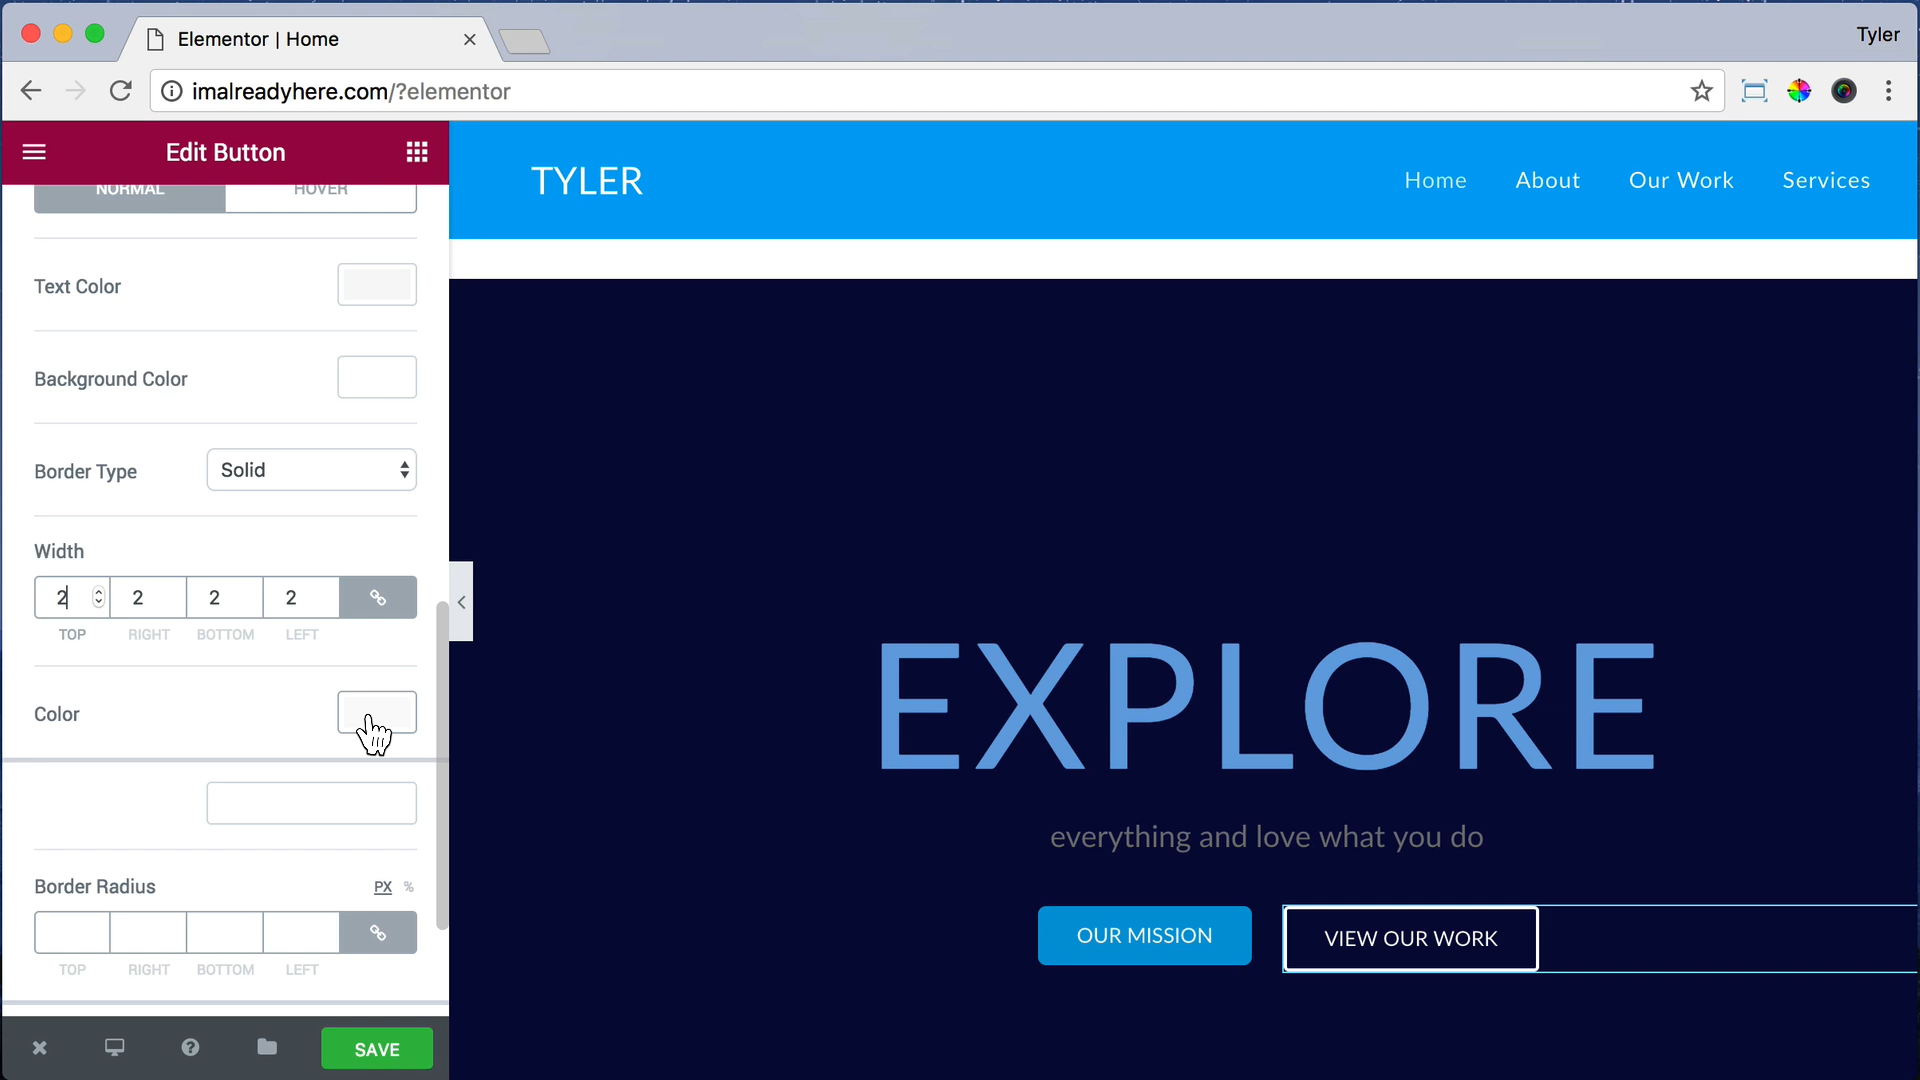 Elementor | Home
Tyler
imalreadyhere.com/?elementor
Edit Button
NORMAL HOVER
Text Color
Background Color
Border Type Solid
Width
2 2 2 2
TOP RIGHT BOTTOM LEFT
Color
Border Radius PX %
TOP RIGHT BOTTOM LEFT
SAVE
TYLER
Home About Our Work Services
EXPLORE
everything and love what you do
OUR MISSION VIEW OUR WORK